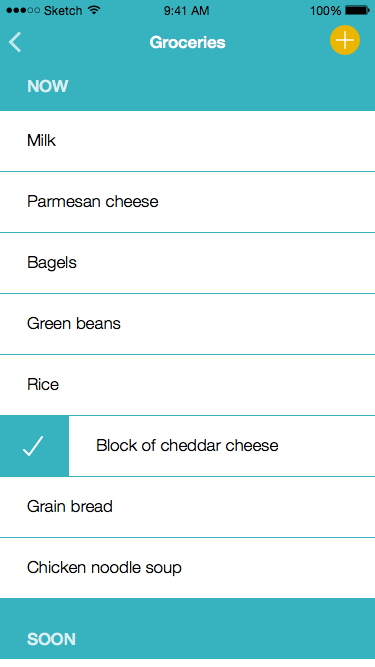 Sketch 9:41 AM 100%
Groceries
NOW
Milk
Parmesan cheese
Bagels
Green beans
Rice
Block of cheddar cheese
Grain bread
Chicken noodle soup
SOON